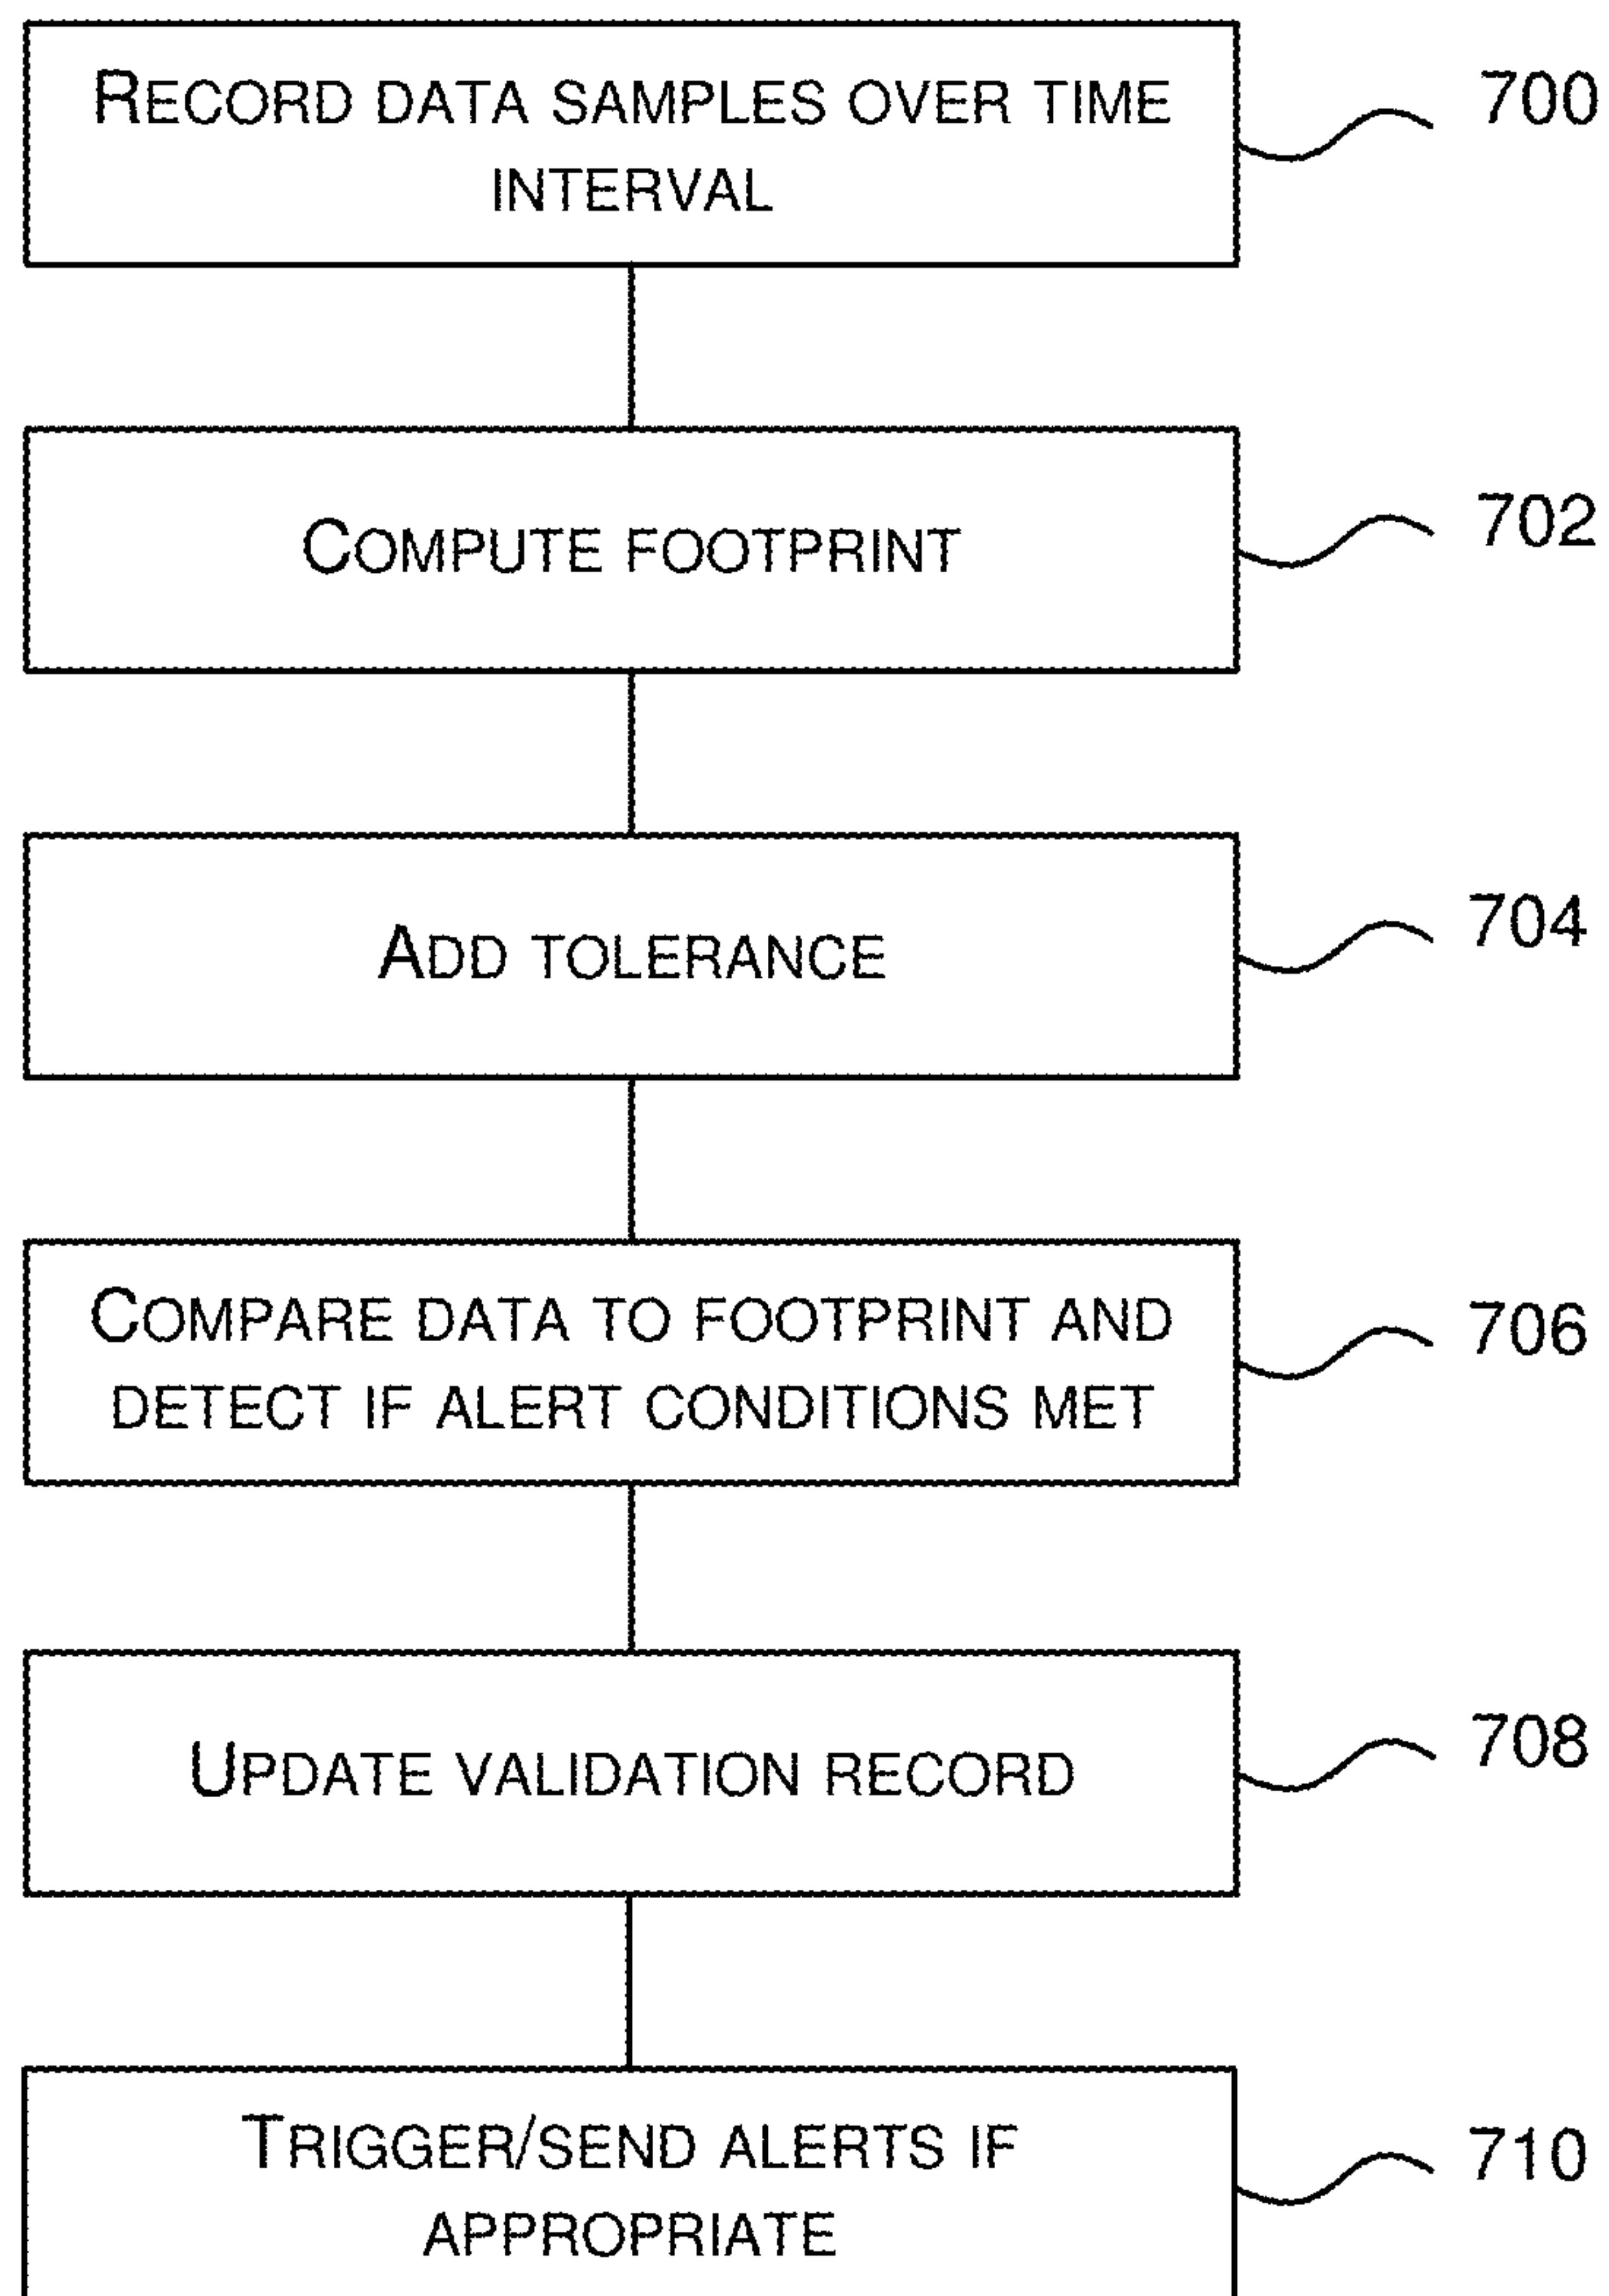 RECORD DATA SAMPLES OVER TIME
INTERVAL
700
COMPUTE FOOTPRINT
702
ADD TOLERANCE
704
COMPARE DATA TO FOOTPRINT AND
DETECT IF ALERT CONDITIONS MET
706
UPDATE VALIDATION RECORD
708
TRIGGER/SEND ALERTS IF
APPROPRIATE
710